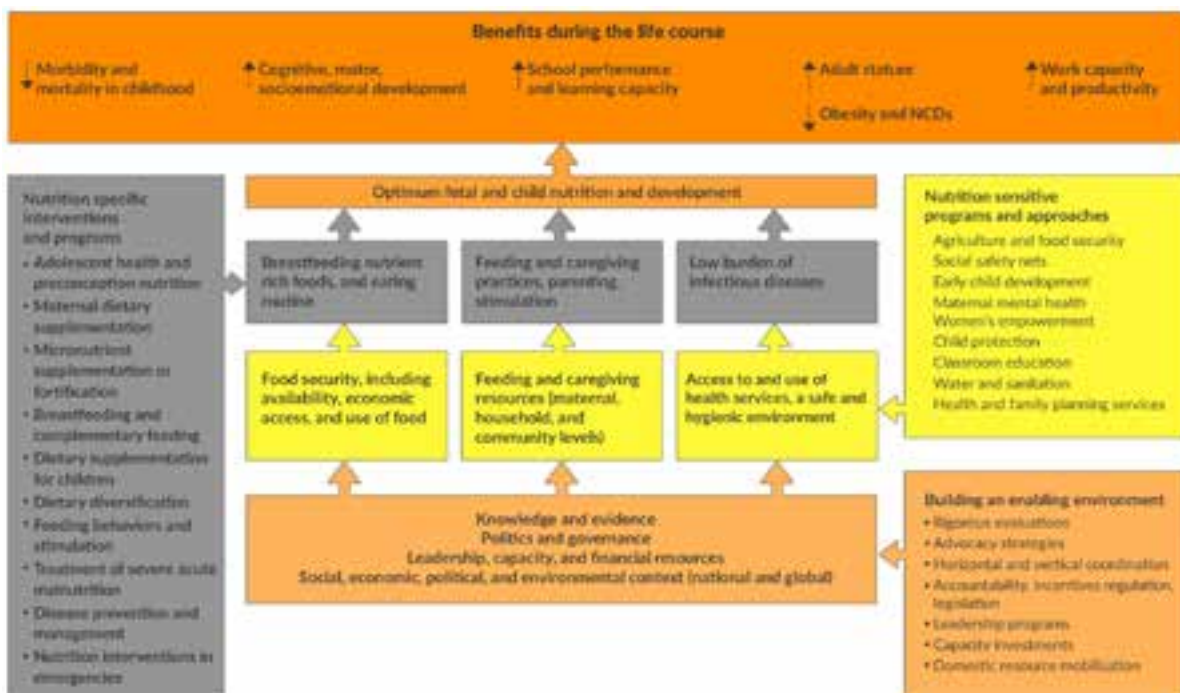 Benefits during the life course
Morbidity and
mortality in childhood
Cognitive, motor,
socioemotional development
School performance
and learning capacity
Adult stature
Obesity and NCDs
Work capacity
and productivity
Nutrition specific
interventions
and programs
• Adolescent health and
preconception nutrition
• Maternal dietary
supplementation
• Micronutrient
supplementation or
fortification
• Breastfeeding and
complementary feeding
• Dietary supplementation
for children
• Dietary diversification
• Feeding behaviors and
stimulation
• Treatment of severe acute
malnutrition
• Disease prevention and
management
• Nutrition interventions in
emergencies
Optimum fetal and child nutrition and development
Breastfeeding nutrient
rich foods, and eating
routine
Feeding and caregiving
practices, parenting,
stimulation
Low burden of
infectious diseases
Food security, including
availability, economic
access, and use of food
Feeding and caregiving
resources (maternal,
household, and
community levels)
Access to and use of
health services, a safe and
hygienic environment
Knowledge and evidence
Politics and governance
Leadership, capacity, and financial resources
Social, economic, political, and environmental context (national and global)
Nutrition sensitive
programs and approaches
Agriculture and food security
Social safety nets
Early child development
Maternal mental health
Women's empowerment
Child protection
Classroom education
Water and sanitation
Health and family planning services
Building an enabling environment
• Rigorous evaluations
• Advocacy strategies
• Horizontal and vertical coordination
• Accountability, incentives regulation,
legislation
• Leadership programs
• Capacity investments
• Domestic resource mobilisation